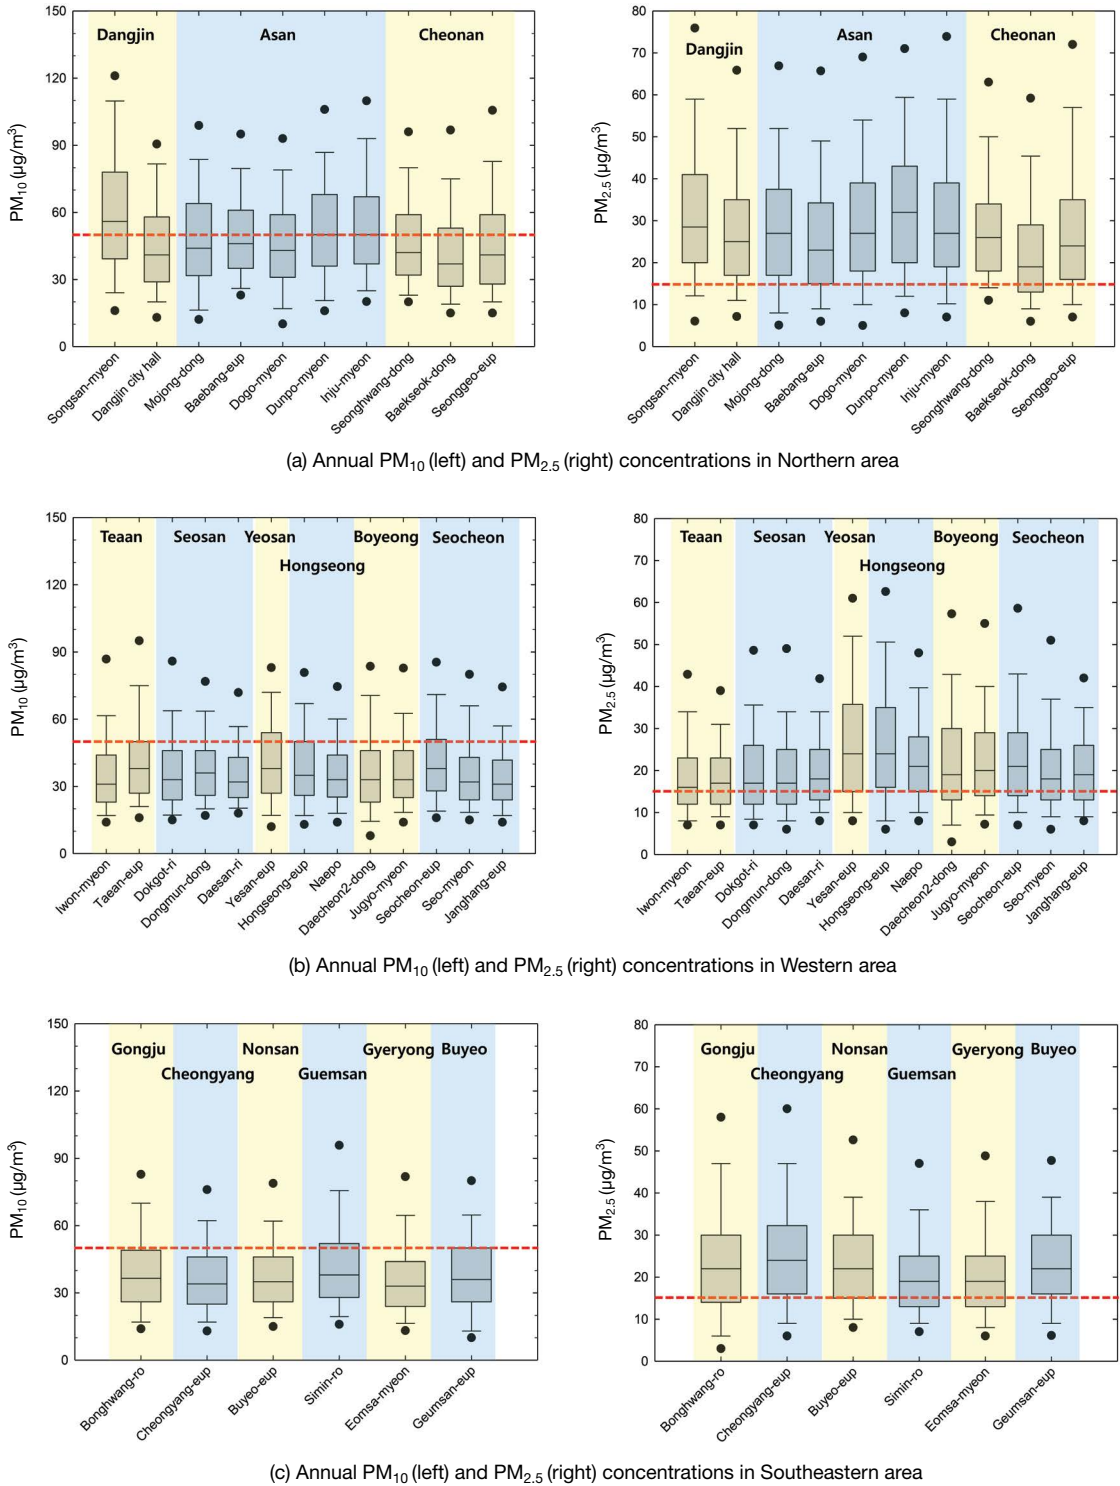 150
120
90
60
30
0
PM10 (μg/m3)
Dangjin
Asan
Cheonan
Songsan-myeon
Dangjin city hall
Mojong-dong
Baebang-eup
Dogo-myeon
Dunpo-myeon
Inju-myeon
Seonghwang-dong
Baekseok-dong
Seonggeo-eup
80
70
60
50
40
30
20
10
0
PM2.5 (μg/m3)
Dangjin
Asan
Cheonan
Songsan-myeon
Dangjin city hall
Mojong-dong
Baebang-eup
Dogo-myeon
Dunpo-myeon
Inju-myeon
Seonghwang-dong
Baekseok-dong
Seonggeo-eup
(a) Annual PM10 (left) and PM2.5 (right) concentrations in Northern area
150
120
90
60
30
0
PM10 (μg/m3)
Teaan
Seosan
Yeosan
Boyeong
Seocheon
Hongseong
Iwon-myeon
Taean-eup
Dokgot-ri
Dongmun-dong
Daesan-ri
Yesan-eup
Hongseong-eup
Naepo
Daecheon2-dong
Jugyo-myeon
Seocheon-eup
Seo-myeon
Janghang-eup
80
70
60
50
40
30
20
10
0
PM2.5 (μg/m3)
Teaan
Seosan
Yeosan
Boyeong
Seocheon
Hongseong
Iwon-myeon
Taean-eup
Dokgot-ri
Dongmun-dong
Daesan-ri
Yesan-eup
Hongseong-eup
Naepo
Daecheon2-dong
Jugyo-myeon
Seocheon-eup
Seo-myeon
Janghang-eup
(b) Annual PM10 (left) and PM2.5 (right) concentrations in Western area
150
120
90
60
30
0
PM10 (μg/m3)
Gongju
Nonsan
Gyeryong
Buyeo
Cheongyang
Guemsan
Bonghwang-ro
Cheongyang-eup
Buyeo-eup
Simin-ro
Eomsa-myeon
Geumsan-eup
80
70
60
50
40
30
20
10
0
PM2.5 (μg/m3)
Gongju
Nonsan
Gyeryong
Buyeo
Cheongyang
Guemsan
Bonghwang-ro
Cheongyang-eup
Buyeo-eup
Simin-ro
Eomsa-myeon
Geumsan-eup
(c) Annual PM10 (left) and PM2.5 (right) concentrations in Southeastern area